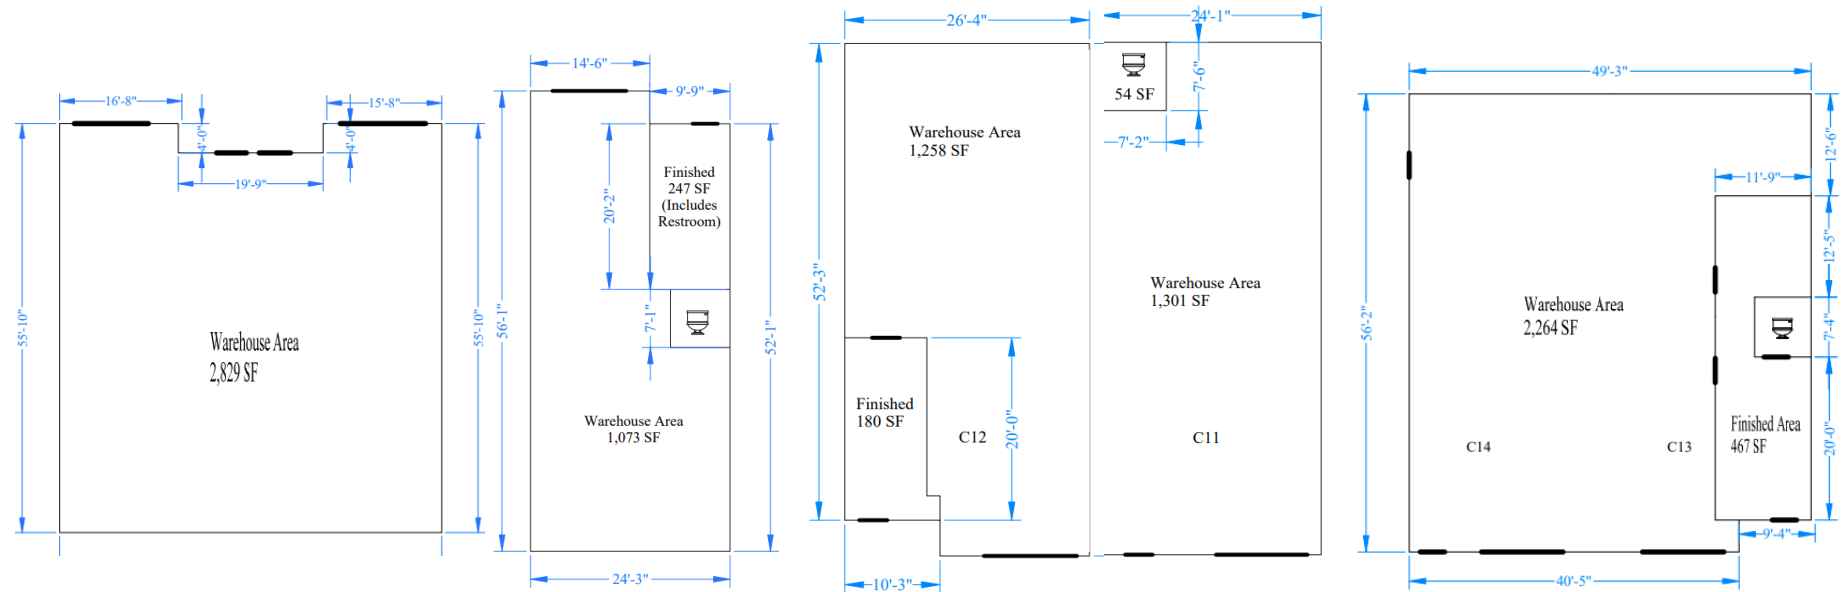 16'-8"
15'-8"
4'-0"
4'-0"
19'-9"
55'-10"
55'-10"
Warehouse Area
2,829 SF
14'-6"
9'-9"
Finished
247 SF
(Includes
Restroom)
20'-2"
7'-1"
56'-1"
52'-1"
Warehouse Area
1,073 SF
24'-3"
26'-4"
Warehouse Area
1,258 SF
52'-3"
Finished
180 SF
C12
20'-0"
10'-3"
24'-1"
54 SF
7'-6"
7'-2"
Warehouse Area
1,301 SF
C11
49'-3"
12'-6"
11'-9"
12'-5"
56'-2"
Warehouse Area
2,264 SF
7'-4"
Finished Area
467 SF
20'-0"
C14
C13
9'-4"
40'-5"